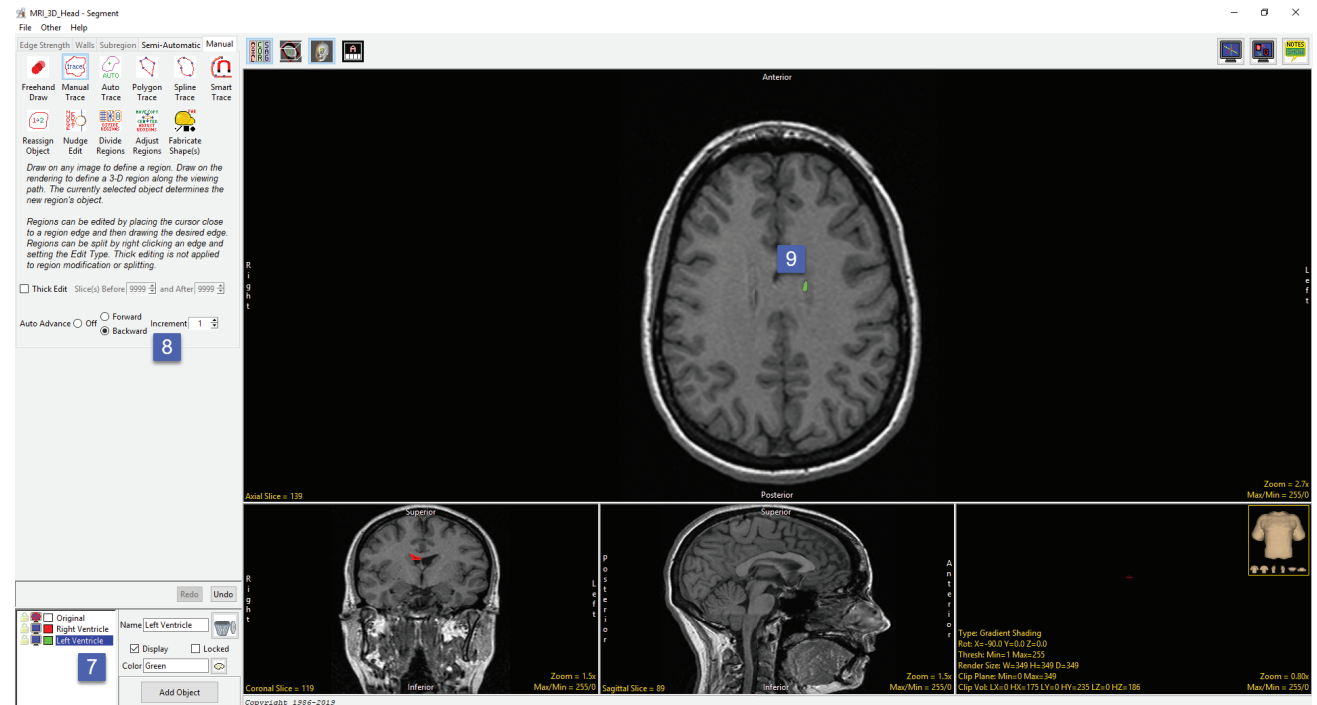 MRI_3D_Head - Segment
File Other Help
Edge Strength Walls Subregion Semi-Automatic Manual
trace
AUTO
Freehand Draw
Manual Trace
Auto Trace
Polygon Trace
Spline Trace
Smart Trace
1+2
NUDGE
DIVIDE REGIONS
Reassign Object
Nudge Edit
Divide Regions
Adjust Regions
Fabricate Shape(s)
Draw on any image to define a region. Draw on the
rendering to define a 3-D region along the viewing
path. The currently selected object determines the
new region's object.
Regions can be edited by placing the cursor close
to a region edge and then drawing the desired edge.
Regions can be split by right clicking an edge and
setting the Edit Type. Thick editing is not applied
to region modification or splitting.
Thick Edit Slice(s) Before 9999 and After 9999
Auto Advance Off Forward Backward Increment 1
8
Redo Undo
Original
Right Ventricle
Left Ventricle
7
Name Left Ventricle
Display Locked
Color Green
Add Object
NOTES
Anterior
Right
Left
9
Axial Slice = 139
Posterior
Zoom = 2.7x
Max/Min = 255/0
Superior
Right
Left
Coronal Slice = 119
Inferior
Zoom = 1.5x
Max/Min = 255/0
Superior
Posterior
Anterior
Sagittal Slice = 89
Inferior
Zoom = 1.5x
Max/Min = 255/0
Type: Gradient Shading
Rot: X=-90.0 Y=0.0 Z=0.0
Thresh: Min=1 Max=255
Render Size: W=349 H=349 D=349
Clip Plane: Min=0 Max=349
Clip Vol: LX=0 HX=175 LY=0 HY=235 LZ=0 HZ=186
Zoom = 0.80x
Max/Min = 255/0
Copyright 1986-2019